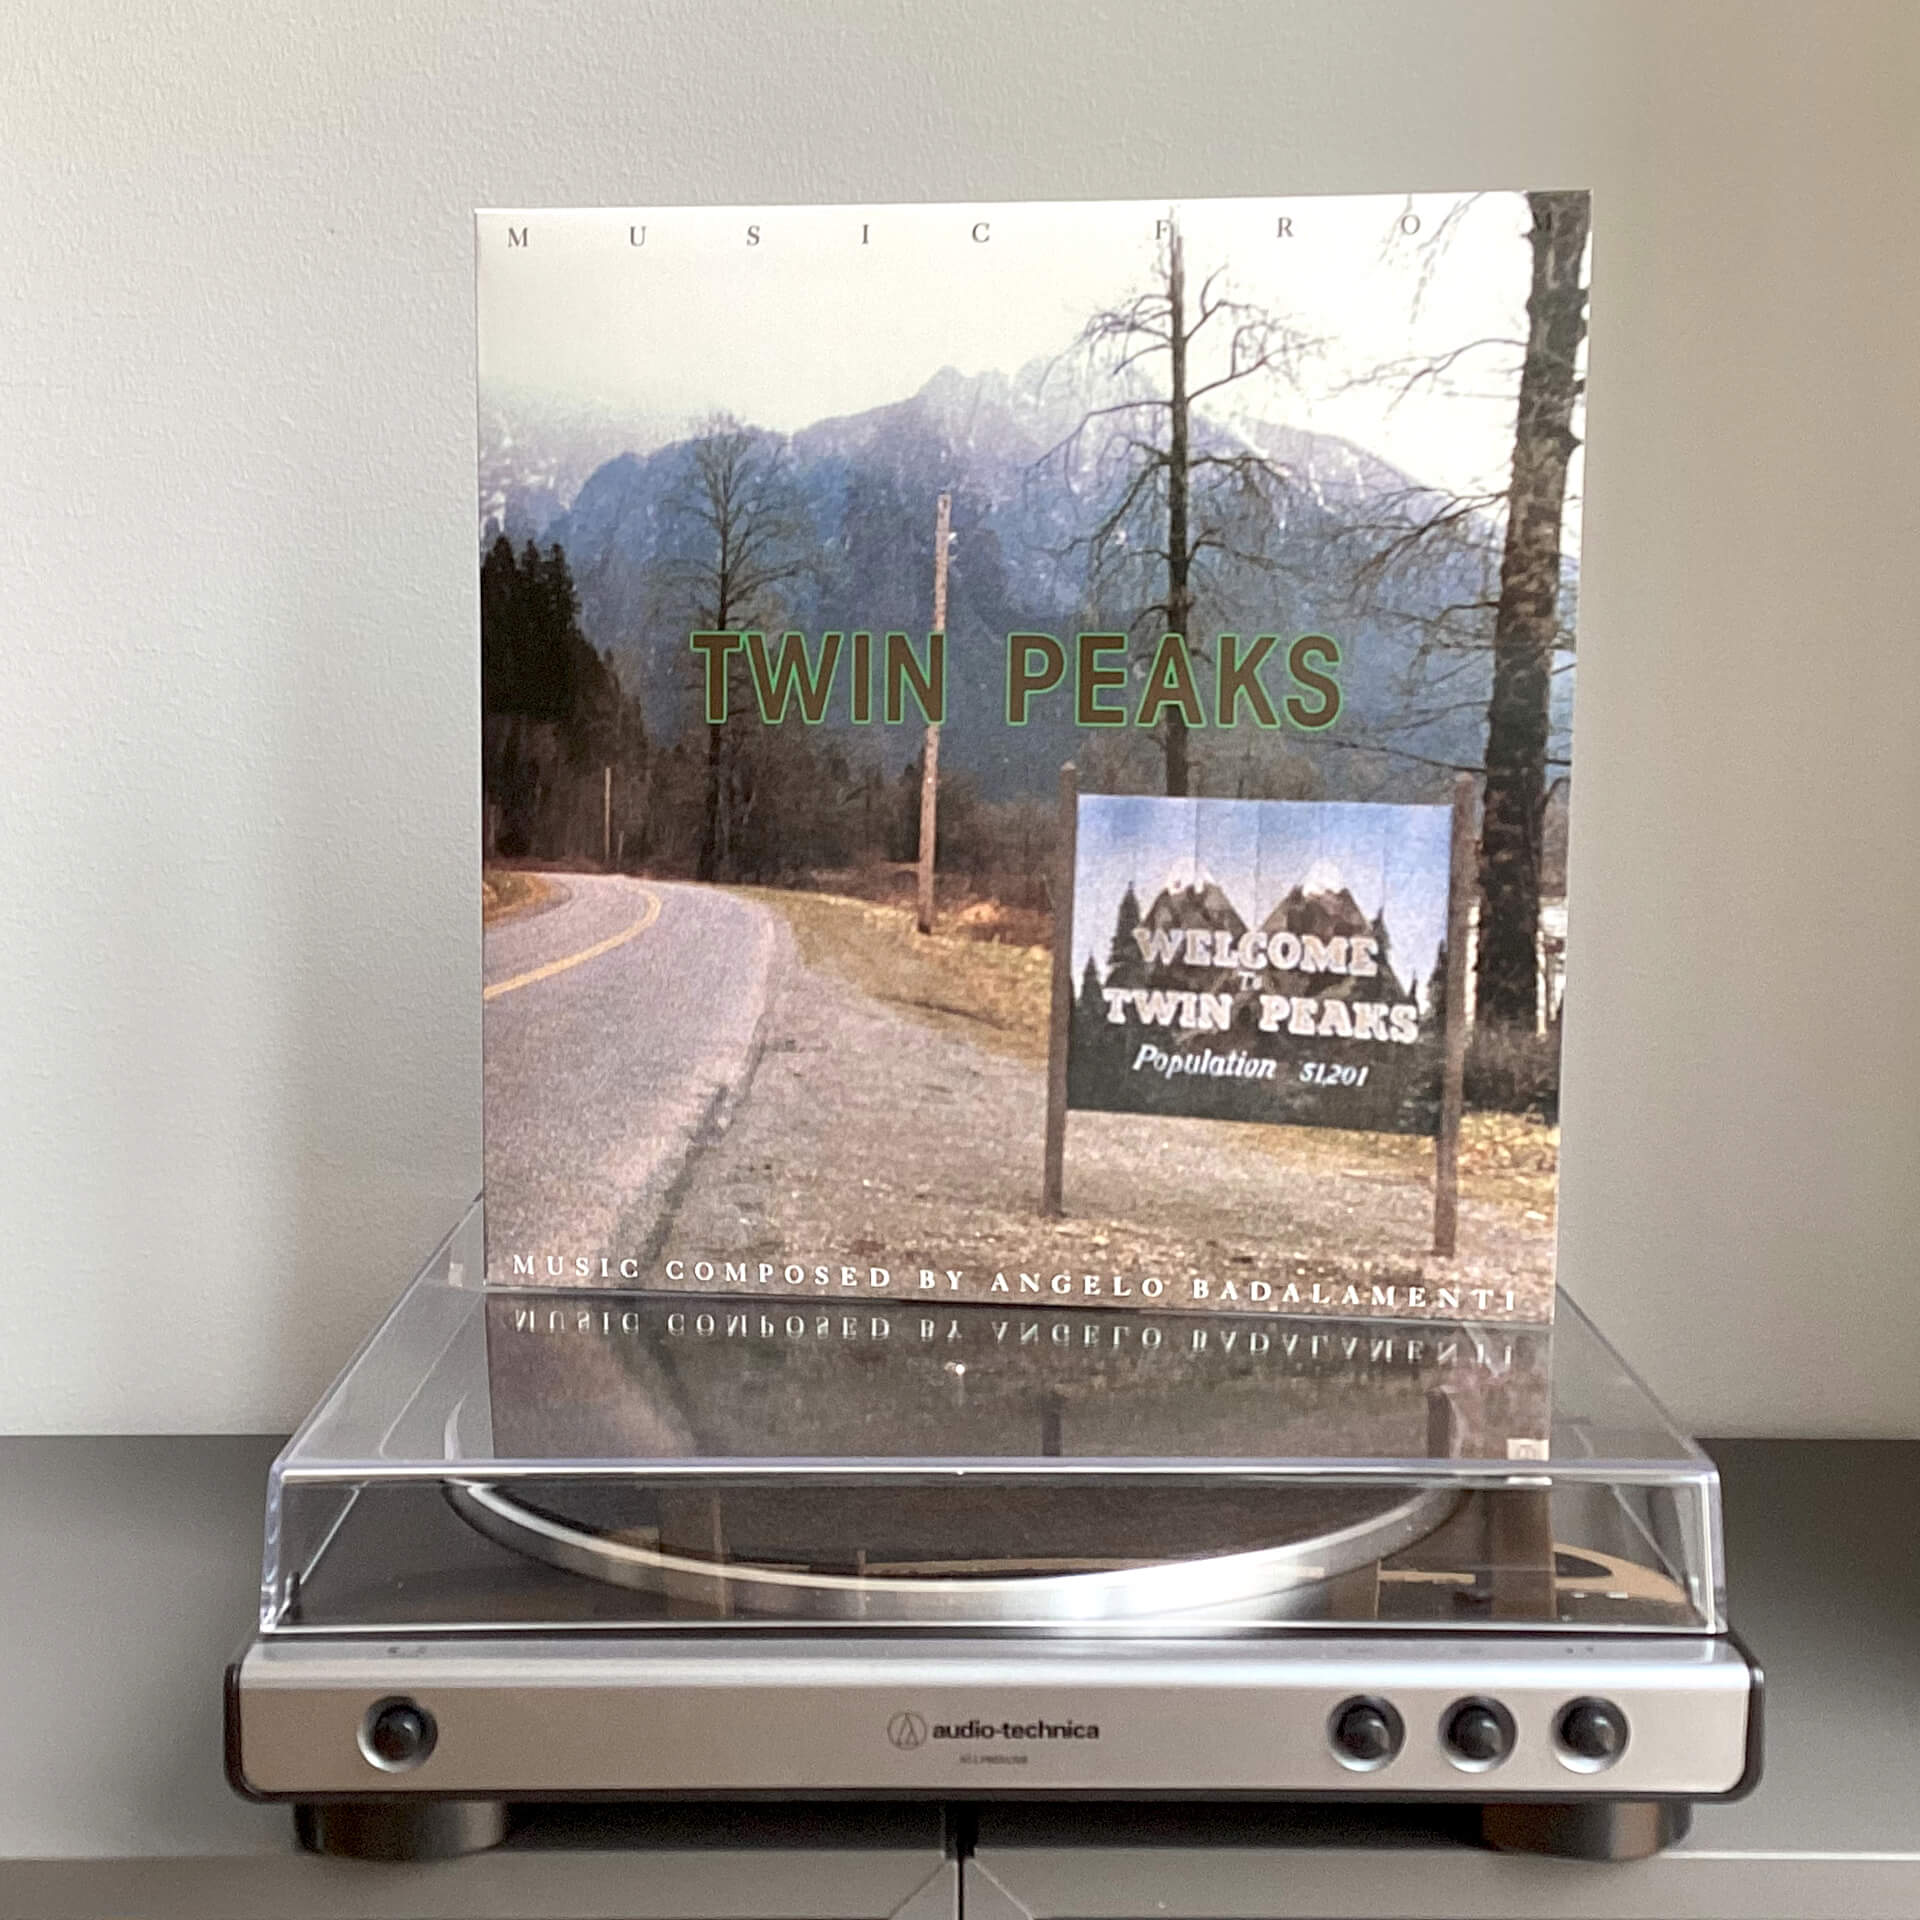 MUSIC FROM
TWIN PEAKS
WELCOME
To
TWIN PEAKS
Population 51,201
MUSIC COMPOSED BY ANGELO BADALAMENTI
audio-technica